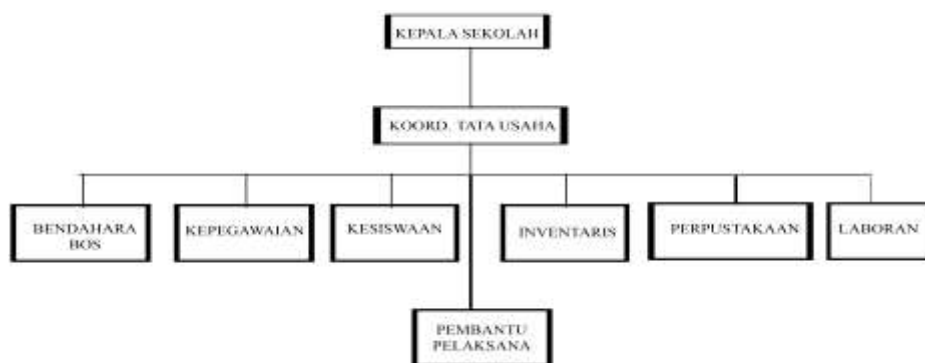 KEPALA SEKOLAH
KOORD. TATA USAHA
BENDAHARA
BOS
KEPEGAWAIAN
KESISWAAN
INVENTARIS
PERPUSTAKAAN
LABORAN
PEMBANTU
PELAKSANA